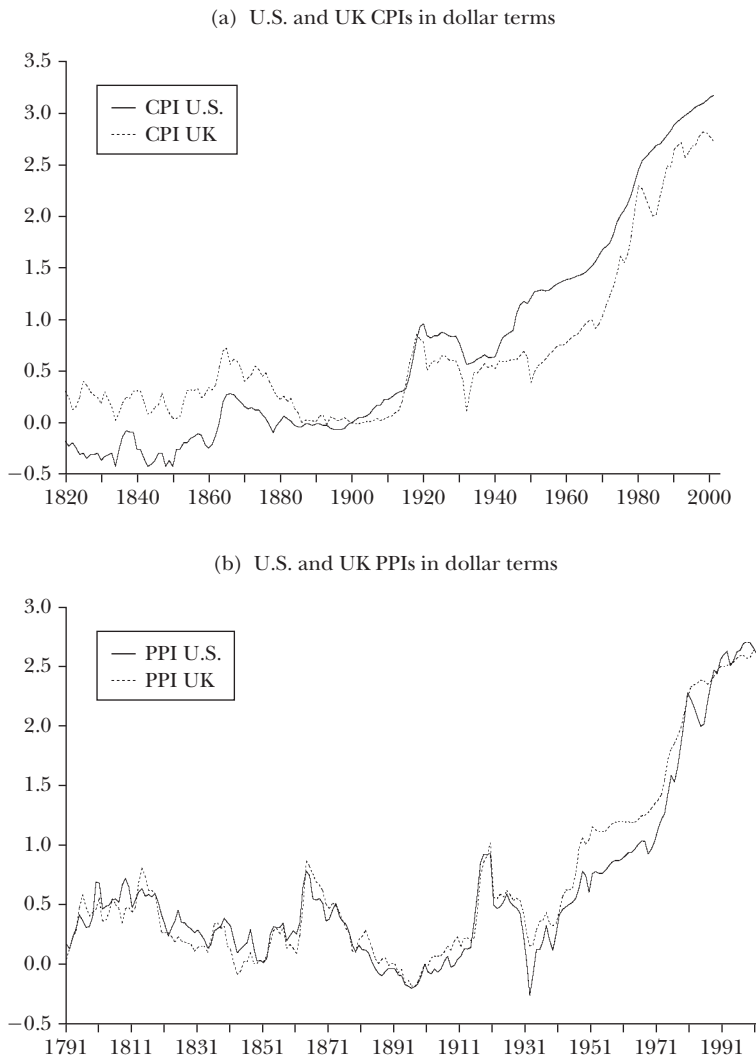 (a) U.S. and UK CPIs in dollar terms
3.5
CPI U.S.
CPI UK
3.0
2.5
2.0
1.5
1.0
0.5
0.0
−0.5
1820 1840 1860 1880 1900 1920 1940 1960 1980 2000
(b) U.S. and UK PPIs in dollar terms
3.0
PPI U.S.
PPI UK
2.5
2.0
1.5
1.0
0.5
0.0
−0.5
1791 1811 1831 1851 1871 1891 1911 1931 1951 1971 1991